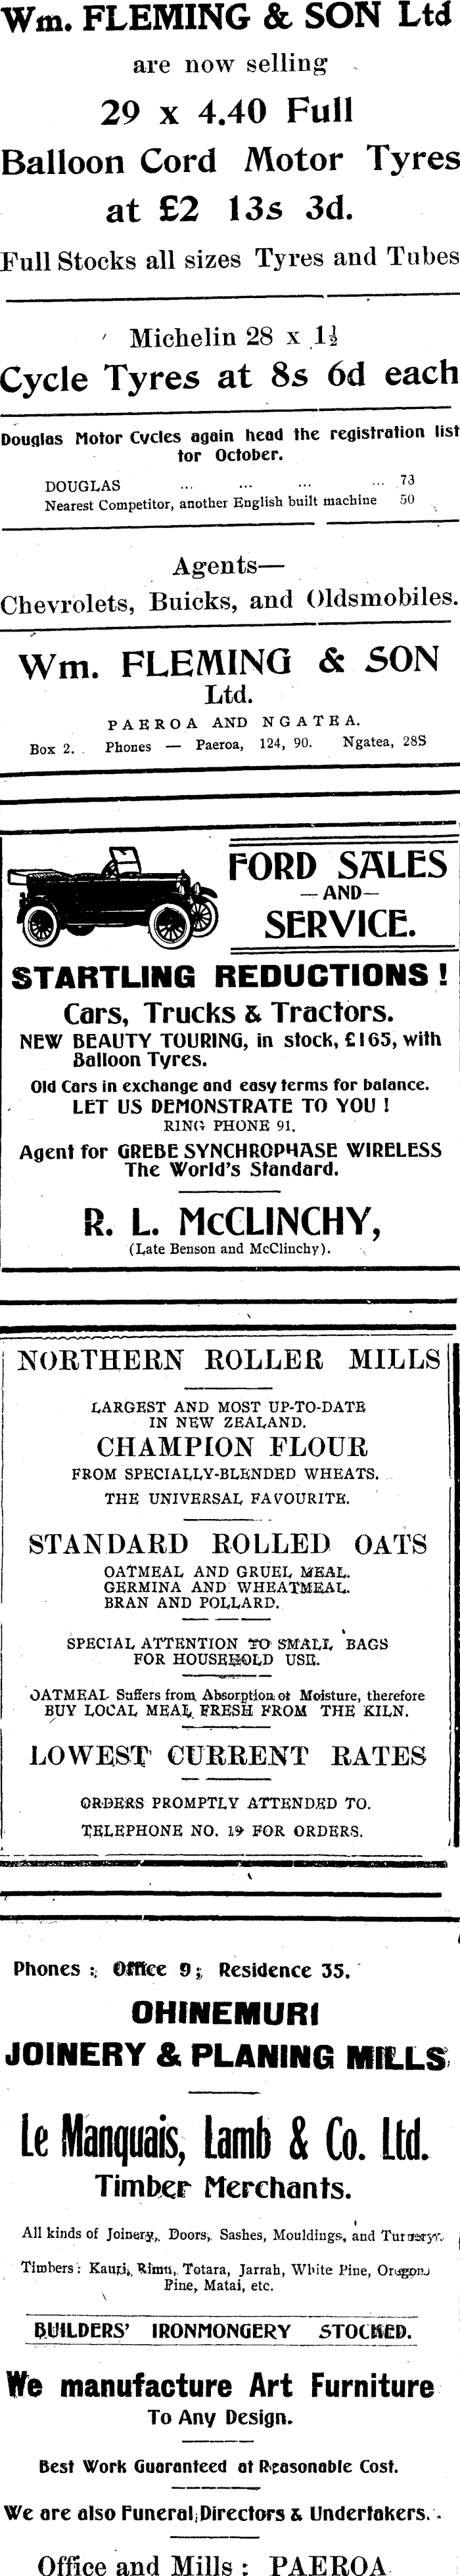 Wm. FLEMING & SON Ltd
are now selling
29 x 4.40 Full
Balloon Cord Motor Tyres
at £2 13s 3d.
Full Stocks all sizes Tyres and Tubes
Michelin 28 x 1½
Cycle Tyres at 8s 6d each
Douglas Motor Cycles again head the registration list
for October.
DOUGLAS ... ... ... ... 73
Nearest Competitor, another English built machine 50
Agents—
Chevrolets, Buicks, and Oldsmobiles.
Wm. FLEMING & SON
Ltd.
PAEROA AND NGATEA.
Box 2. Phones — Paeroa, 124, 90. Ngatea, 28S
FORD SALES
—AND—
SERVICE.
STARTLING REDUCTIONS !
Cars, Trucks & Tractors.
NEW BEAUTY TOURING, in stock, £165, with
Balloon Tyres.
Old Cars in exchange and easy terms for balance.
LET US DEMONSTRATE TO YOU !
RING PHONE 91.
Agent for GREBE SYNCHROPHASE WIRELESS
The World's Standard.
R. L. McCLINCHY,
(Late Benson and McClinchy).
NORTHERN ROLLER MILLS
LARGEST AND MOST UP-TO-DATE
IN NEW ZEALAND.
CHAMPION FLOUR
FROM SPECIALLY-BLENDED WHEATS.
THE UNIVERSAL FAVOURITE.
STANDARD ROLLED OATS
OATMEAL AND GRUEL MEAL.
GERMINA AND WHEATMEAL.
BRAN AND POLLARD.
SPECIAL ATTENTION TO SMALL BAGS
FOR HOUSEHOLD USE.
OATMEAL Suffers from Absorption of Moisture, therefore
BUY LOCAL MEAL FRESH FROM THE KILN.
LOWEST CURRENT RATES
ORDERS PROMPTLY ATTENDED TO.
TELEPHONE NO. 19 FOR ORDERS.
Phones : Office 9 ; Residence 35.
OHINEMURI
JOINERY & PLANING MILLS
Le Manquais, Lamb & Co. Ltd.
Timber Merchants.
All kinds of Joinery, Doors, Sashes, Mouldings, and Turnery.
Timbers : Kauri, Rimu, Totara, Jarrah, White Pine, Oregon
Pine, Matai, etc.
BUILDERS' IRONMONGERY STOCKED.
We manufacture Art Furniture
To Any Design.
Best Work Guaranteed at Reasonable Cost.
We are also Funeral Directors & Undertakers.
Office and Mills : PAEROA